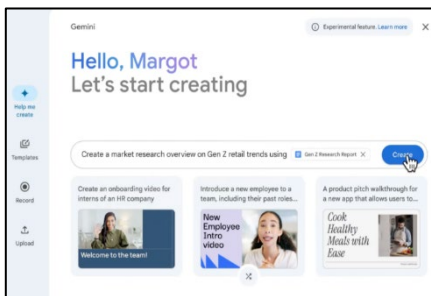 Gemini
Experimental feature. Learn more
Hello, Margot
Let's start creating
Help me
create
Templates
Record
Upload
Create a market research overview on Gen Z retail trends using
Gen Z Research Report
Create
Create an onboarding video for
interns of an HR company
Welcome to the team!
Introduce a new employee to a
team, including their past roles...
New
Employee
Intro
video
A product pitch walkthrough for
a new app that allows users to...
Cook
Healthy
Meals with
Ease